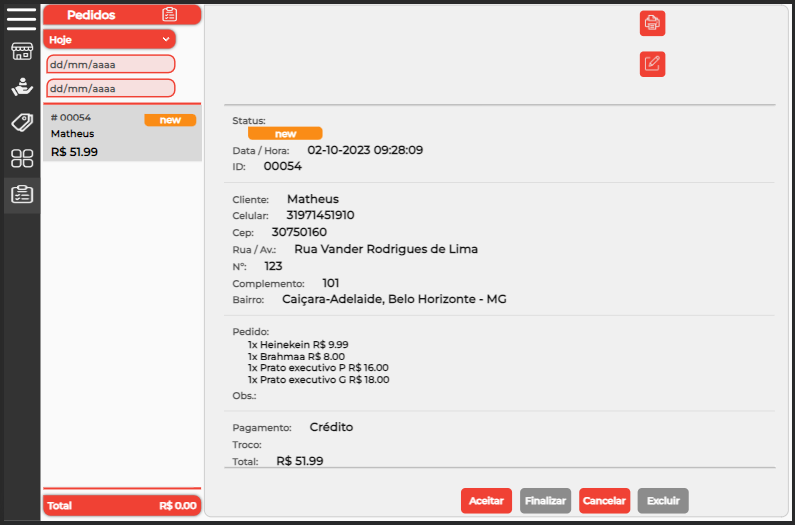 Pedidos
Hoje
dd/mm/aaaa
dd/mm/aaaa
# 00054 new
Matheus
R$ 51.99
Total R$ 0.00
Status:
new
Data / Hora: 02-10-2023 09:28:09
ID: 00054
Cliente: Matheus
Celular: 31971451910
Cep: 30750160
Rua / Av.: Rua Vander Rodrigues de Lima
Nº: 123
Complemento: 101
Bairro: Caiçara-Adelaide, Belo Horizonte - MG
Pedido:
1x Heinekein R$ 9.99
1x Brahmaa R$ 8.00
1x Prato executivo P R$ 16.00
1x Prato executivo G R$ 18.00
Obs.:
Pagamento: Crédito
Troco:
Total: R$ 51.99
Aceitar Finalizar Cancelar Excluir